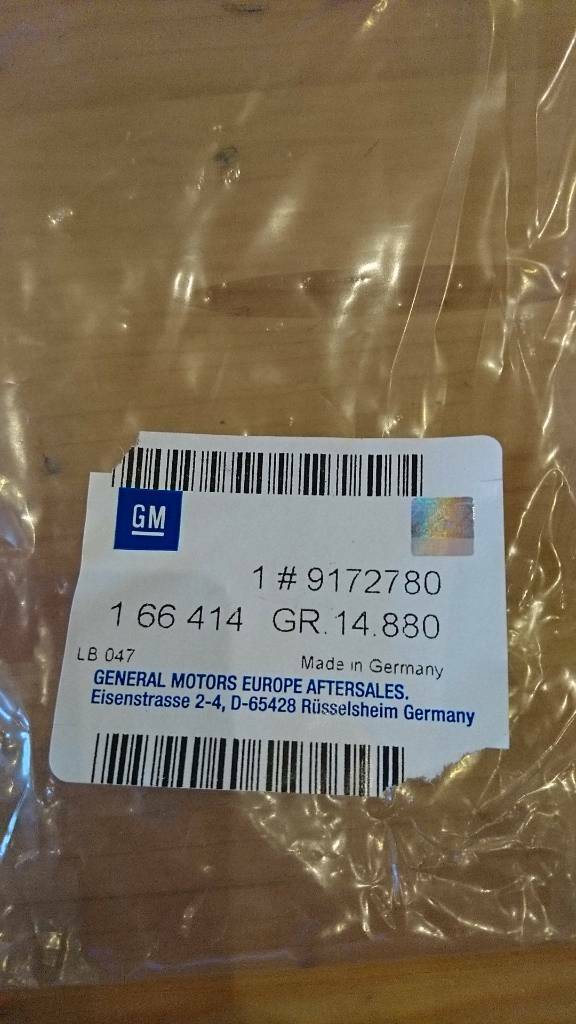 GM
1 # 9172780
1 66 414 GR. 14.880
LB 047 Made in Germany
GENERAL MOTORS EUROPE AFTERSALES.
Eisenstrasse 2-4, D-65428 Rüsselsheim Germany